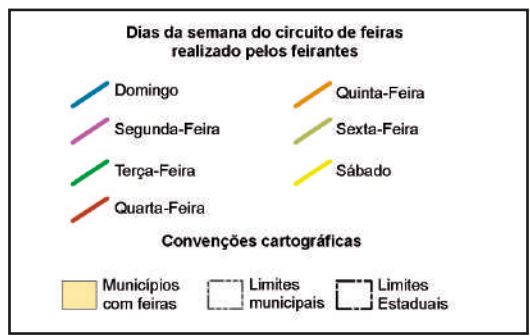 Dias da semana do circuito de feiras
realizado pelos feirantes
Domingo
Quinta-Feira
Segunda-Feira
Sexta-Feira
Terça-Feira
Sábado
Quarta-Feira
Convenções cartográficas
Municípios
com feiras
Limites
municipais
Limites
Estaduais